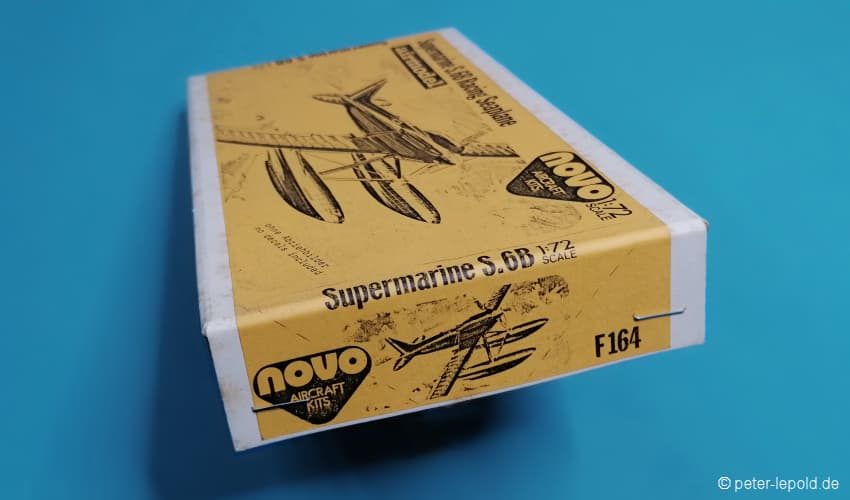 Supermarine S.6B Racing Seaplane
airmodel
novo
AIRCRAFT
KITS
1:72
SCALE
ohne Abziehbilder
no decals included
Supermarine S.6B 1:72
SCALE
novo
AIRCRAFT
KITS
F164
© peter-lepold.de